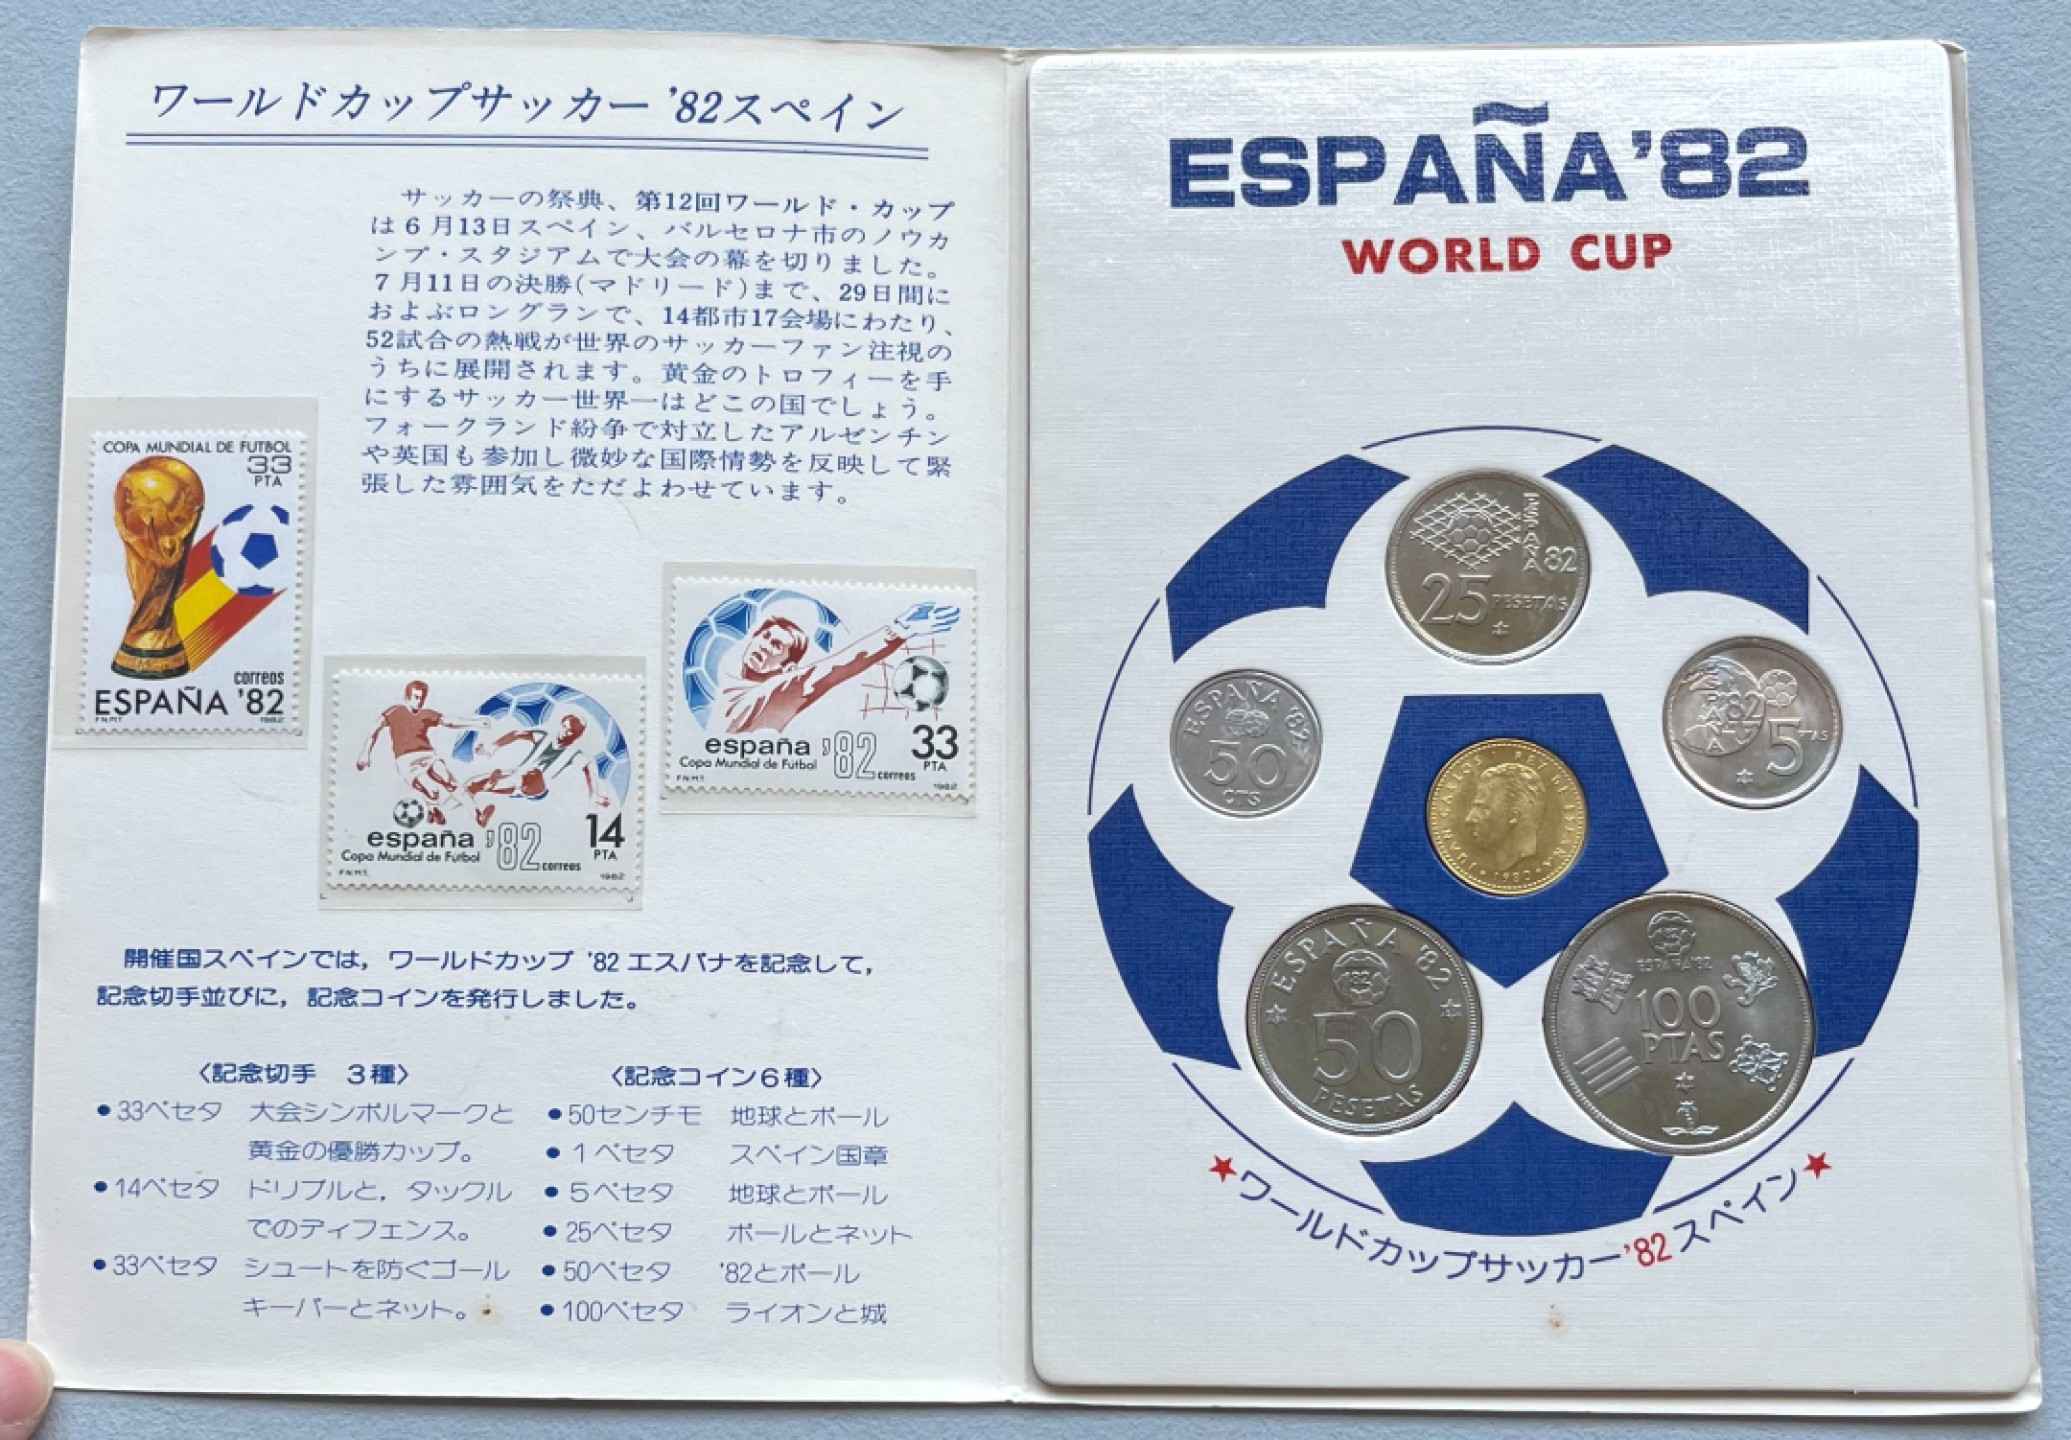 ワールドカップサッカー '82スペイン
サッカーの祭典、第12回ワールド・カップ
は6月13日スペイン、バルセロナ市のノウカ
ンプ・スタジアムで大会の幕を切りました。
7月11日の決勝(マドリード)まで、29日間に
およぶロングランで、14都市17会場にわたり、
52試合の熱戦が世界のサッカーファン注視の
うちに展開されます。黄金のトロフィーを手
にするサッカー世界一はどこの国でしょう。
フォークランド紛争で対立したアルゼンチン
や英国も参加し微妙な国際情勢を反映して緊
張した雰囲気をただよわせています。
COPA MUNDIAL DE FUTBOL
33
PTA
correos
ESPAÑA '82
F.N.M.T. 1982
españa '82 14
Copa Mundial de Fútbol correos PTA
F.N.M.T. 1982
españa '82 33
Copa Mundial de Fútbol correos PTA
F.N.M.T. 1982
開催国スペインでは，ワールドカップ '82 エスパナを記念して，
記念切手並びに，記念コインを発行しました。
〈記念切手　3種〉
●33ペセタ 大会シンボルマークと
黄金の優勝カップ。
●14ペセタ ドリブルと，タックル
でのディフェンス。
●33ペセタ シュートを防ぐゴール
キーパーとネット。
〈記念コイン6種〉
●50センチモ 地球とボール
●1ペセタ スペイン国章
●5ペセタ 地球とボール
●25ペセタ ボールとネット
●50ペセタ '82とボール
●100ペセタ ライオンと城
ESPAÑA'82
WORLD CUP
ESPAÑA 82
25 PESETAS
ESPAÑA '82
50
CTS
ESPAÑA
82
5 PTAS
JUAN CARLOS I REY DE ESPAÑA
1980
ESPAÑA '82
50
PESETAS
ESPAÑA'82
100
PTAS
★ワールドカップサッカー'82スペイン★